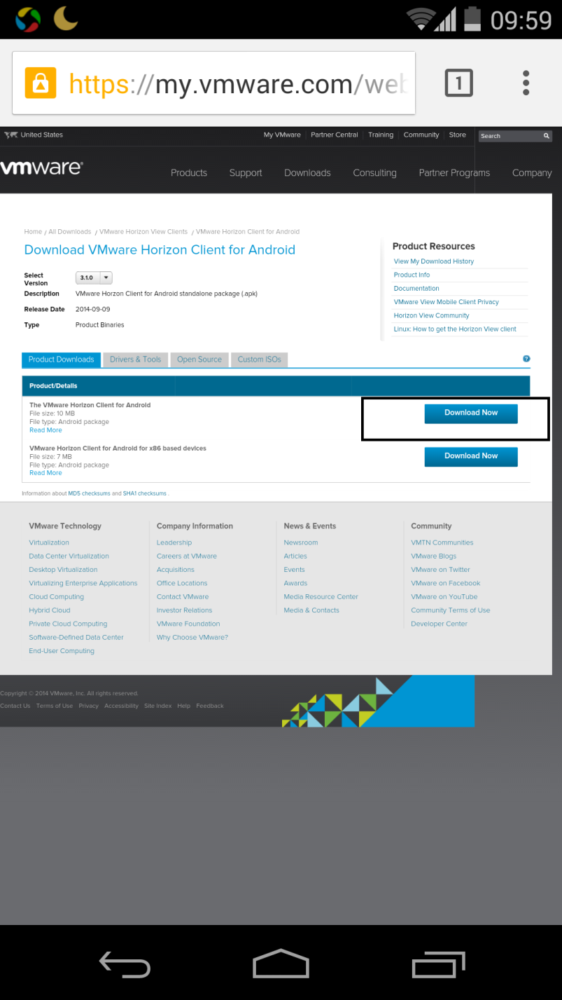 09:59
https://my.vmware.com/web
1
United States
My VMware Partner Central Training Community Store Search
vmware®
Products Support Downloads Consulting Partner Programs Company
Home / All Downloads / VMware Horizon View Clients / VMware Horizon Client for Android
Download VMware Horizon Client for Android
Select Version 3.1.0
Description VMware Horzon Client for Android standalone package (.apk)
Release Date 2014-09-09
Type Product Binaries
Product Resources
View My Download History
Product Info
Documentation
VMware View Mobile Client Privacy
Horizon View Community
Linux: How to get the Horizon View client
Product Downloads Drivers & Tools Open Source Custom ISOs ?
Product/Details
The VMware Horizon Client for Android
File size: 10 MB
File type: Android package
Read More
Download Now
VMware Horizon Client for Android for x86 based devices
File size: 7 MB
File type: Android package
Read More
Download Now
Information about MD5 checksums and SHA1 checksums .
VMware Technology
Virtualization
Data Center Virtualization
Desktop Virtualization
Virtualizing Enterprise Applications
Cloud Computing
Hybrid Cloud
Private Cloud Computing
Software-Defined Data Center
End-User Computing
Company Information
Leadership
Careers at VMware
Acquisitions
Office Locations
Contact VMware
Investor Relations
VMware Foundation
Why Choose VMware?
News & Events
Newsroom
Articles
Events
Awards
Media Resource Center
Media & Contacts
Community
VMTN Communities
VMware Blogs
VMware on Twitter
VMware on Facebook
VMware on YouTube
Community Terms of Use
Developer Center
Copyright © 2014 VMware, Inc. All rights reserved.
Contact Us Terms of Use Privacy Accessibility Site Index Help Feedback